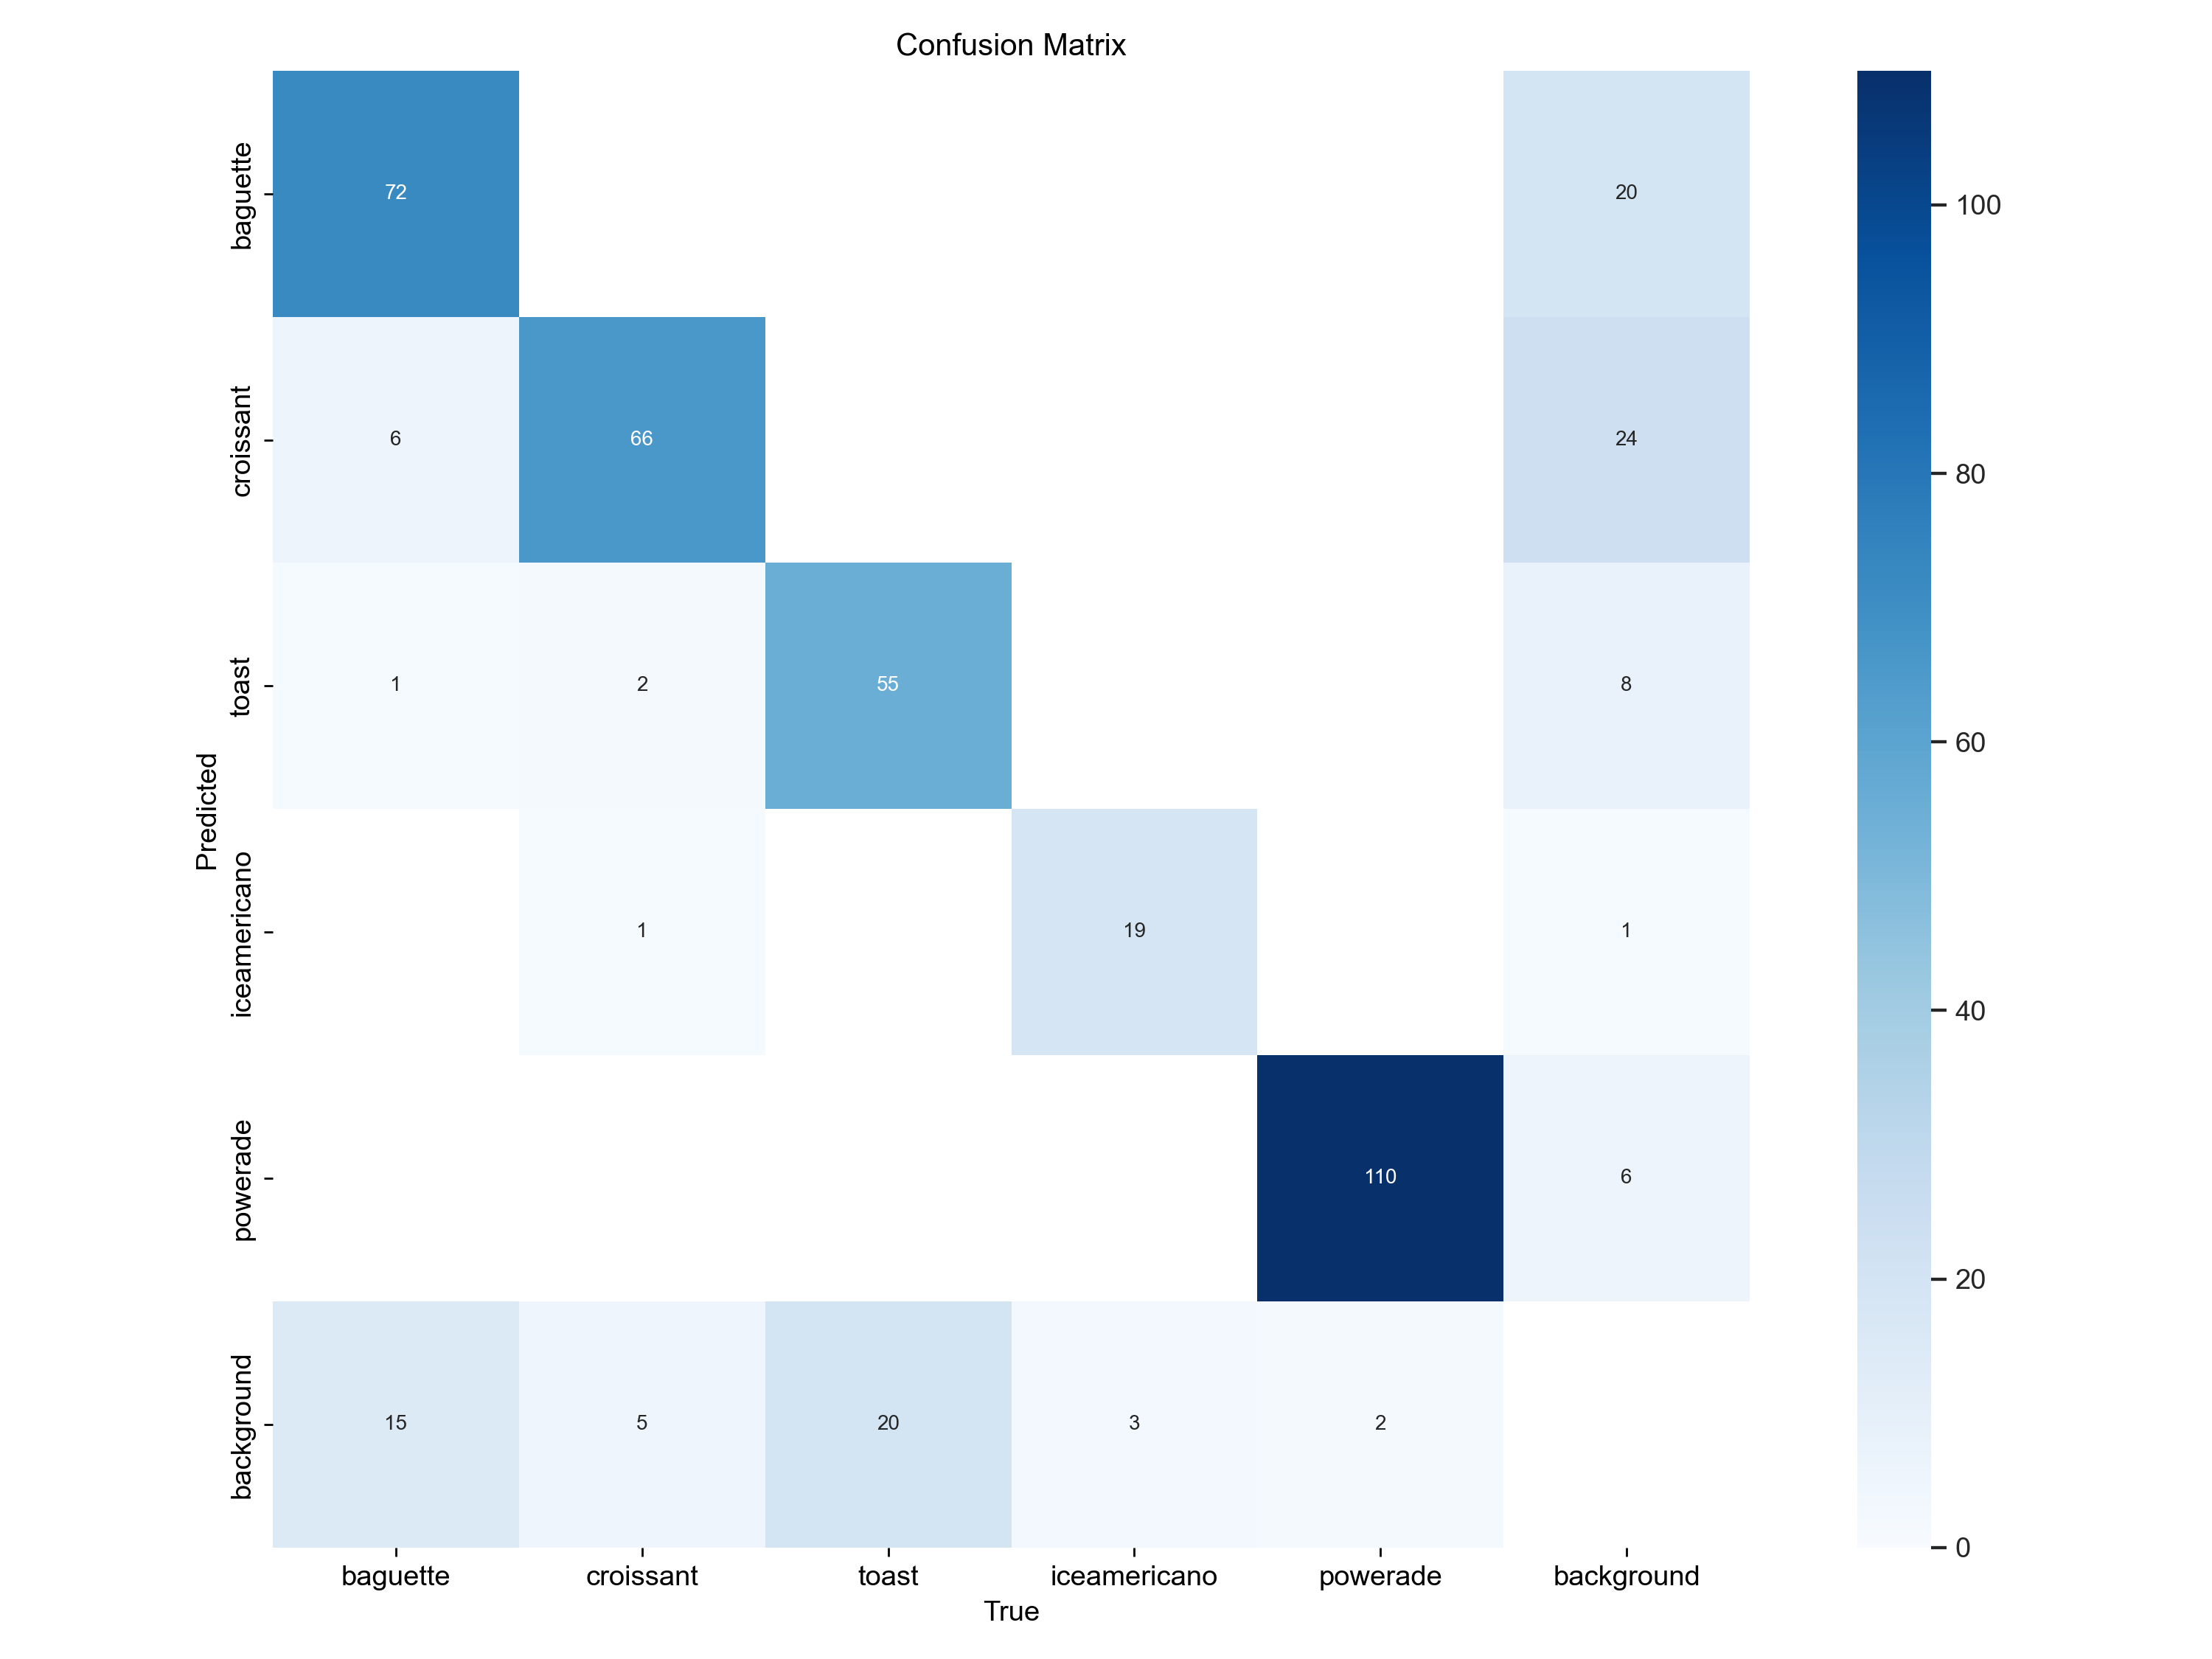 Confusion Matrix
baguette
72
20
croissant
6
66
24
toast
1
2
55
8
iceamericano
1
19
1
powerade
110
6
background
15
5
20
3
2
Predicted
baguette
croissant
toast
iceamericano
powerade
background
True
100
80
60
40
20
0